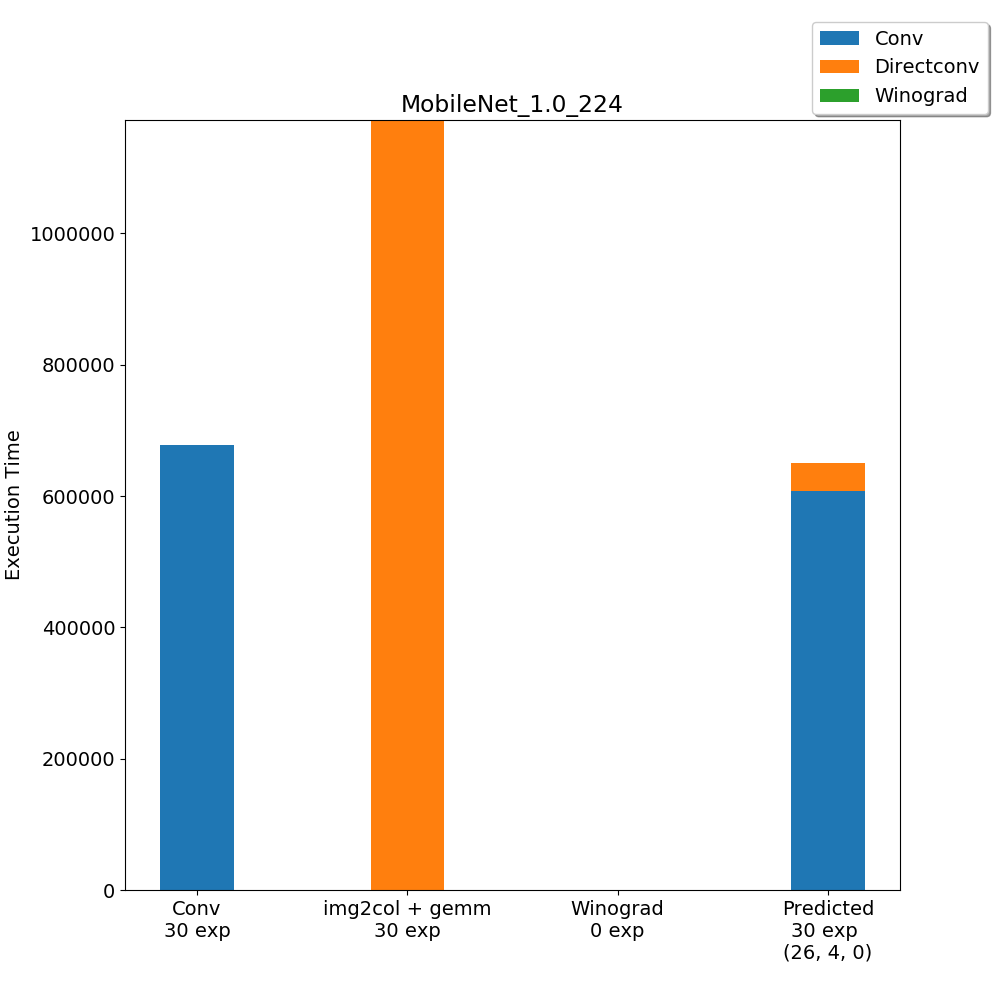 Conv
Directconv
Winograd
MobileNet_1.0_224
Execution Time
1000000
800000
600000
400000
200000
0
Conv
30 exp
img2col + gemm
30 exp
Winograd
0 exp
Predicted
30 exp
(26, 4, 0)